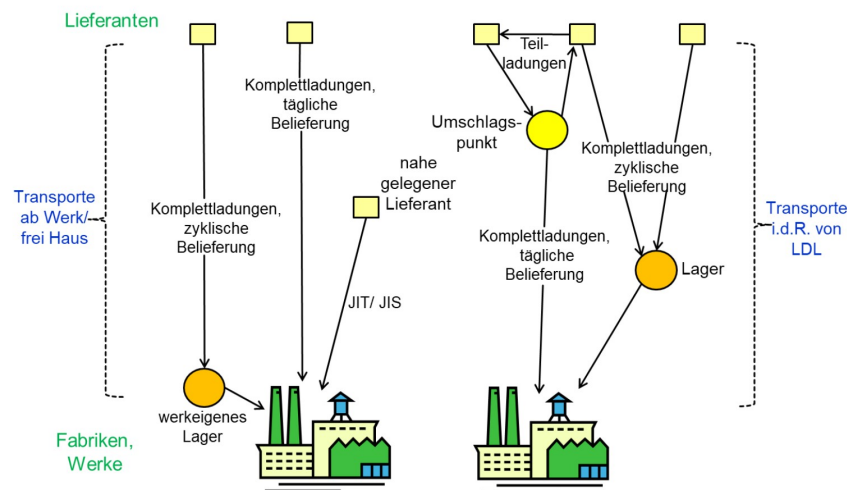 Lieferanten
Teil-
ladungen
Komplettladungen,
tägliche
Belieferung
Umschlags-
punkt
Komplettladungen,
zyklische
Belieferung
nahe
gelegener
Lieferant
Transporte
ab Werk/
frei Haus
Komplettladungen,
zyklische
Belieferung
Transporte
i.d.R. von
LDL
Komplettladungen,
tägliche
Belieferung
Lager
JIT/ JIS
werkeigenes
Lager
Fabriken,
Werke